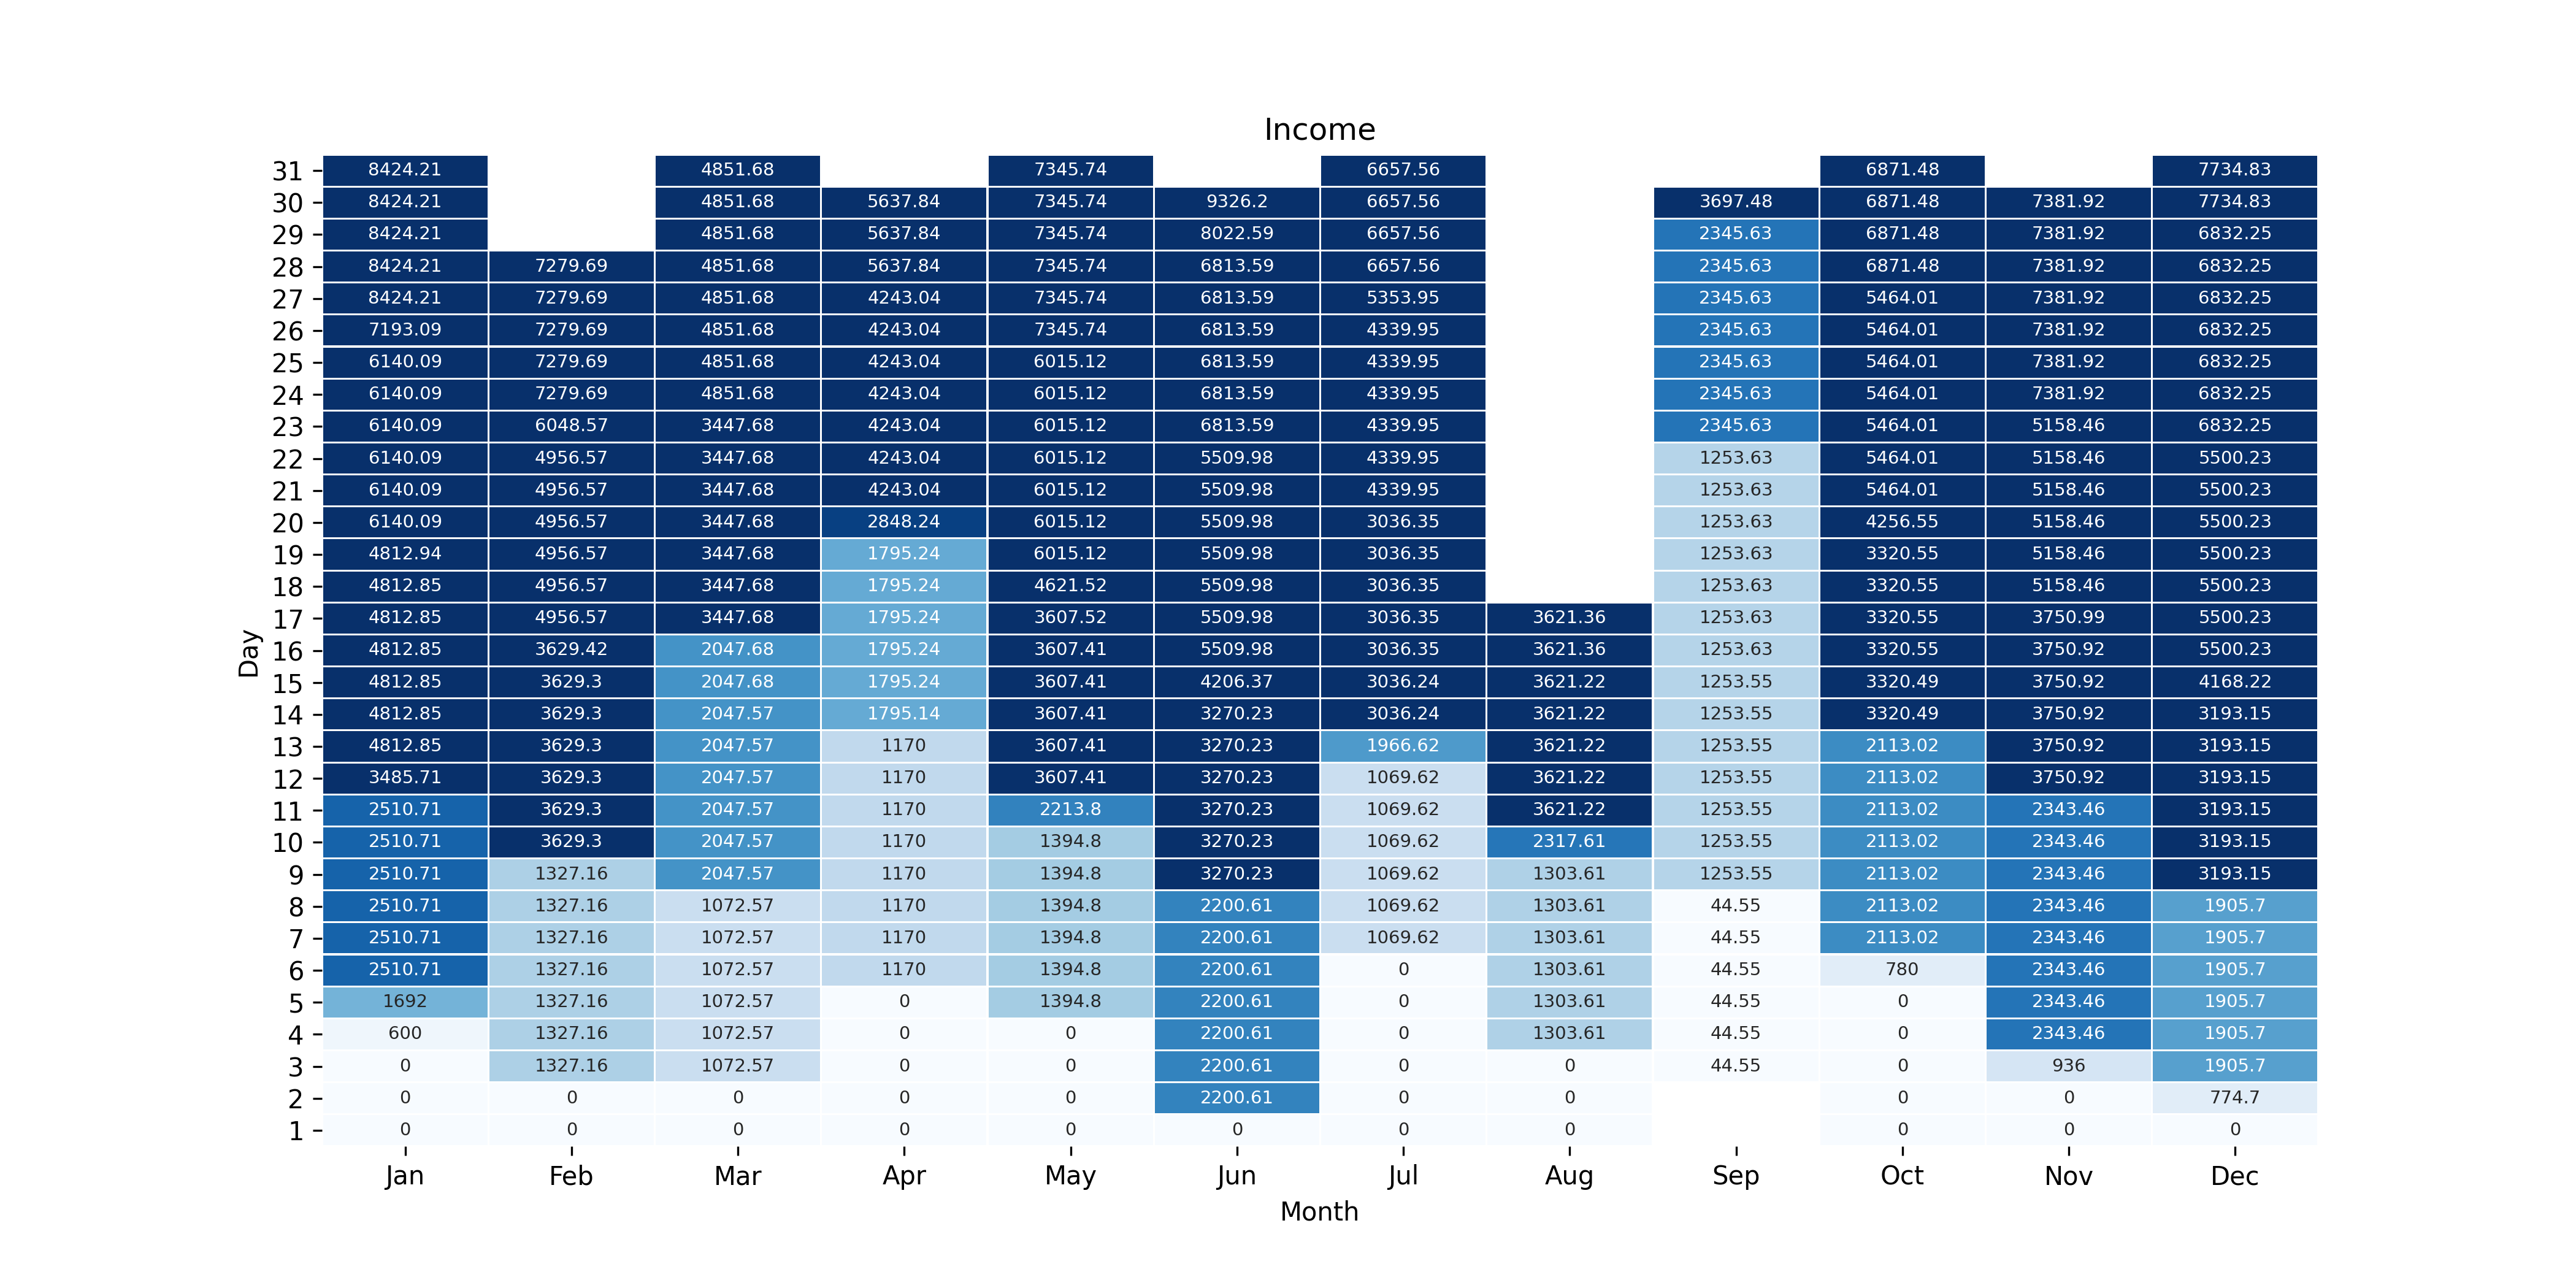 Income
31 8424.21 4851.68 7345.74 6657.56 6871.48 7734.83
30 8424.21 4851.68 5637.84 7345.74 9326.2 6657.56 3697.48 6871.48 7381.92 7734.83
29 8424.21 4851.68 5637.84 7345.74 8022.59 6657.56 2345.63 6871.48 7381.92 6832.25
28 8424.21 7279.69 4851.68 5637.84 7345.74 6813.59 6657.56 2345.63 6871.48 7381.92 6832.25
27 8424.21 7279.69 4851.68 4243.04 7345.74 6813.59 5353.95 2345.63 5464.01 7381.92 6832.25
26 7193.09 7279.69 4851.68 4243.04 7345.74 6813.59 4339.95 2345.63 5464.01 7381.92 6832.25
25 6140.09 7279.69 4851.68 4243.04 6015.12 6813.59 4339.95 2345.63 5464.01 7381.92 6832.25
24 6140.09 7279.69 4851.68 4243.04 6015.12 6813.59 4339.95 2345.63 5464.01 7381.92 6832.25
23 6140.09 6048.57 3447.68 4243.04 6015.12 6813.59 4339.95 2345.63 5464.01 5158.46 6832.25
22 6140.09 4956.57 3447.68 4243.04 6015.12 5509.98 4339.95 1253.63 5464.01 5158.46 5500.23
21 6140.09 4956.57 3447.68 4243.04 6015.12 5509.98 4339.95 1253.63 5464.01 5158.46 5500.23
20 6140.09 4956.57 3447.68 2848.24 6015.12 5509.98 3036.35 1253.63 4256.55 5158.46 5500.23
19 4812.94 4956.57 3447.68 1795.24 6015.12 5509.98 3036.35 1253.63 3320.55 5158.46 5500.23
18 4812.85 4956.57 3447.68 1795.24 4621.52 5509.98 3036.35 1253.63 3320.55 5158.46 5500.23
17 4812.85 4956.57 3447.68 1795.24 3607.52 5509.98 3036.35 3621.36 1253.63 3320.55 3750.99 5500.23
16 4812.85 3629.42 2047.68 1795.24 3607.41 5509.98 3036.35 3621.36 1253.63 3320.55 3750.92 5500.23
15 4812.85 3629.3 2047.68 1795.24 3607.41 4206.37 3036.24 3621.22 1253.55 3320.49 3750.92 4168.22
14 4812.85 3629.3 2047.57 1795.14 3607.41 3270.23 3036.24 3621.22 1253.55 3320.49 3750.92 3193.15
13 4812.85 3629.3 2047.57 1170 3607.41 3270.23 1966.62 3621.22 1253.55 2113.02 3750.92 3193.15
12 3485.71 3629.3 2047.57 1170 3607.41 3270.23 1069.62 3621.22 1253.55 2113.02 3750.92 3193.15
11 2510.71 3629.3 2047.57 1170 2213.8 3270.23 1069.62 3621.22 1253.55 2113.02 2343.46 3193.15
10 2510.71 3629.3 2047.57 1170 1394.8 3270.23 1069.62 2317.61 1253.55 2113.02 2343.46 3193.15
9 2510.71 1327.16 2047.57 1170 1394.8 3270.23 1069.62 1303.61 1253.55 2113.02 2343.46 3193.15
8 2510.71 1327.16 1072.57 1170 1394.8 2200.61 1069.62 1303.61 44.55 2113.02 2343.46 1905.7
7 2510.71 1327.16 1072.57 1170 1394.8 2200.61 1069.62 1303.61 44.55 2113.02 2343.46 1905.7
6 2510.71 1327.16 1072.57 1170 1394.8 2200.61 0 1303.61 44.55 780 2343.46 1905.7
5 1692 1327.16 1072.57 0 1394.8 2200.61 0 1303.61 44.55 0 2343.46 1905.7
4 600 1327.16 1072.57 0 0 2200.61 0 1303.61 44.55 0 2343.46 1905.7
3 0 1327.16 1072.57 0 0 2200.61 0 0 44.55 0 936 1905.7
2 0 0 0 0 0 2200.61 0 0 0 0 774.7
1 0 0 0 0 0 0 0 0 0 0 0
Day
Jan Feb Mar Apr May Jun Jul Aug Sep Oct Nov Dec
Month